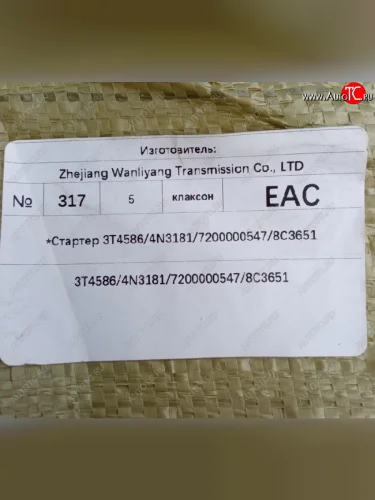 www.AutoTC.ru
Изготовитель:
Zhejiang Wanliyang Transmission Co., LTD
№ 317 5 клаксон EAC
*Стартер 3T4586/4N3181/7200000547/8C3651
3T4586/4N3181/7200000547/8C3651